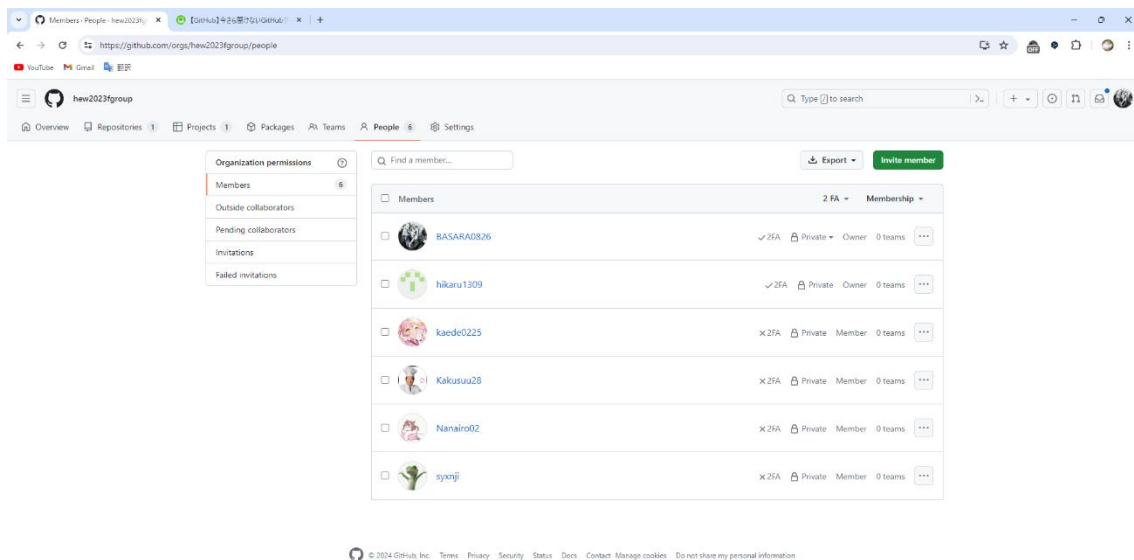 Members · People · hew2023fg
【GitHub】今さら聞けないGitHub
https://github.com/orgs/hew2023fgroup/people
YouTube Gmail 翻訳
hew2023fgroup
Type / to search
Overview Repositories 1 Projects 1 Packages Teams People 6 Settings
Organization permissions
Members 6
Outside collaborators
Pending collaborators
Invitations
Failed invitations
Find a member... Export Invite member
Members 2 FA Membership
BASARA0826 2FA Private Owner 0 teams
hikaru1309 2FA Private Owner 0 teams
kaede0225 2FA Private Member 0 teams
Kakusuu28 2FA Private Member 0 teams
Nanairo02 2FA Private Member 0 teams
syxnji 2FA Private Member 0 teams
© 2024 GitHub, Inc. Terms Privacy Security Status Docs Contact Manage cookies Do not share my personal information